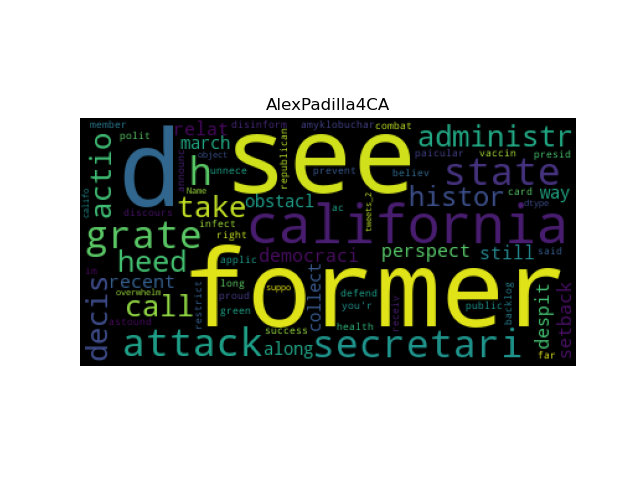 AlexPadilla4CA
member
disinform
amyklobuchar
combat
polit
relat
march
d
see
republican
administr
actio
announc
object
h
unnece
prevent
believ
paicular
vaccin
presid
state
califo
Name
take
obstacl
tweets_2
histor
card
way
dtype
discours
infect
right
ac
california
grate
heed
applic
democraci
perspect
still
said
im
recent
long
former
overwhelm
call
proud
suppo
collect
defend
you'r
receiv
public
backlog
despit
setback
decis
astound
restrict
green
success
health
attack
along
secretari
far